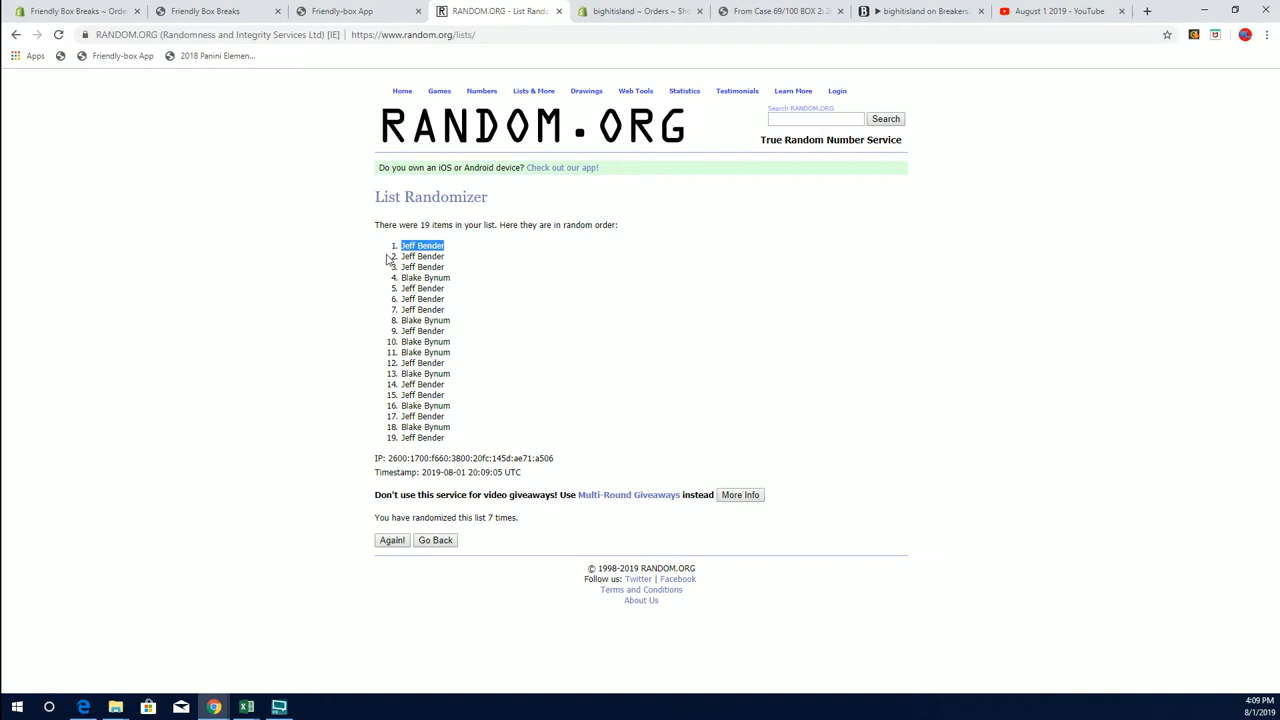 Friendly Box Breaks ~ Orders
Friendly Box Breaks
Friendly-box App
RANDOM.ORG - List Rando
bighitisland ~ Orders ~ Sho
From Case 69/100 BOX 2:
▶ bighitisland on Breakers.
August 1 2019 - YouTube
RANDOM.ORG (Randomness and Integrity Services Ltd) [IE] | https://www.random.org/lists/
Apps
Friendly-box App
2018 Panini Elemen...
Home Games Numbers Lists & More Drawings Web Tools Statistics Testimonials Learn More Login
RANDOM.ORG
Search RANDOM.ORG
Search
True Random Number Service
Do you own an iOS or Android device? Check out our app!
List Randomizer
There were 19 items in your list. Here they are in random order:
1. Jeff Bender
2. Jeff Bender
3. Jeff Bender
4. Blake Bynum
5. Jeff Bender
6. Jeff Bender
7. Jeff Bender
8. Blake Bynum
9. Jeff Bender
10. Blake Bynum
11. Blake Bynum
12. Jeff Bender
13. Blake Bynum
14. Jeff Bender
15. Jeff Bender
16. Blake Bynum
17. Jeff Bender
18. Blake Bynum
19. Jeff Bender
IP: 2600:1700:f660:3800:20fc:145d:ae71:a506
Timestamp: 2019-08-01 20:09:05 UTC
Don't use this service for video giveaways! Use Multi-Round Giveaways instead More Info
You have randomized this list 7 times.
Again! Go Back
© 1998-2019 RANDOM.ORG
Follow us: Twitter | Facebook
Terms and Conditions
About Us
4:09 PM
8/1/2019